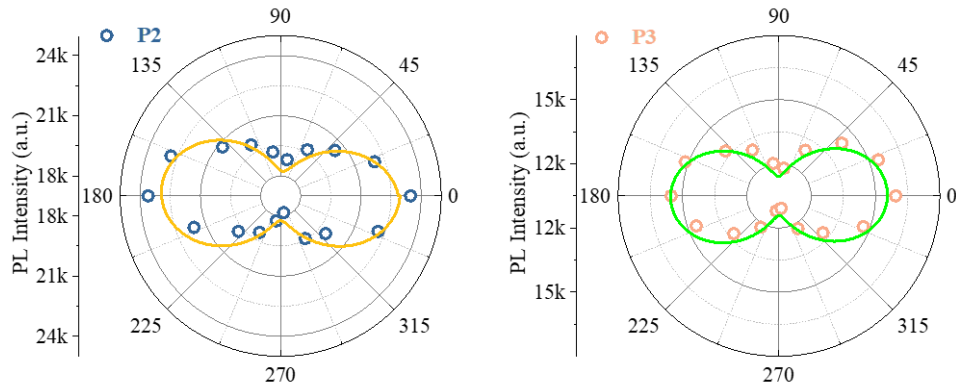 P2
90
45
0
315
270
225
180
135
24k
21k
18k
18k
21k
24k
PL Intensity (a.u.)
P3
90
45
0
315
270
225
180
135
15k
12k
12k
15k
PL Intensity (a.u.)